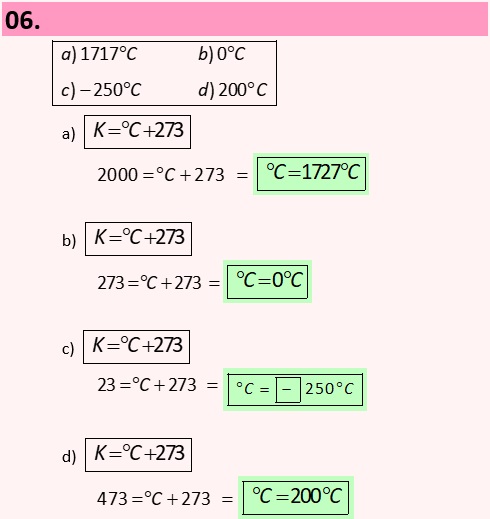 06.
a) 1717°C b) 0°C
c) – 250°C d) 200°C
a) K=°C+273
2000 =°C + 273 = °C=1727°C
b) K=°C+273
273 =°C + 273 = °C=0°C
c) K=°C+273
23 =°C + 273 = °C = – 250°C
d) K=°C+273
473 =°C + 273 = °C =200°C